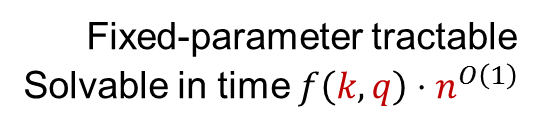 Fixed-parameter tractable
Solvable in time f(k, q) · n^{O(1)}